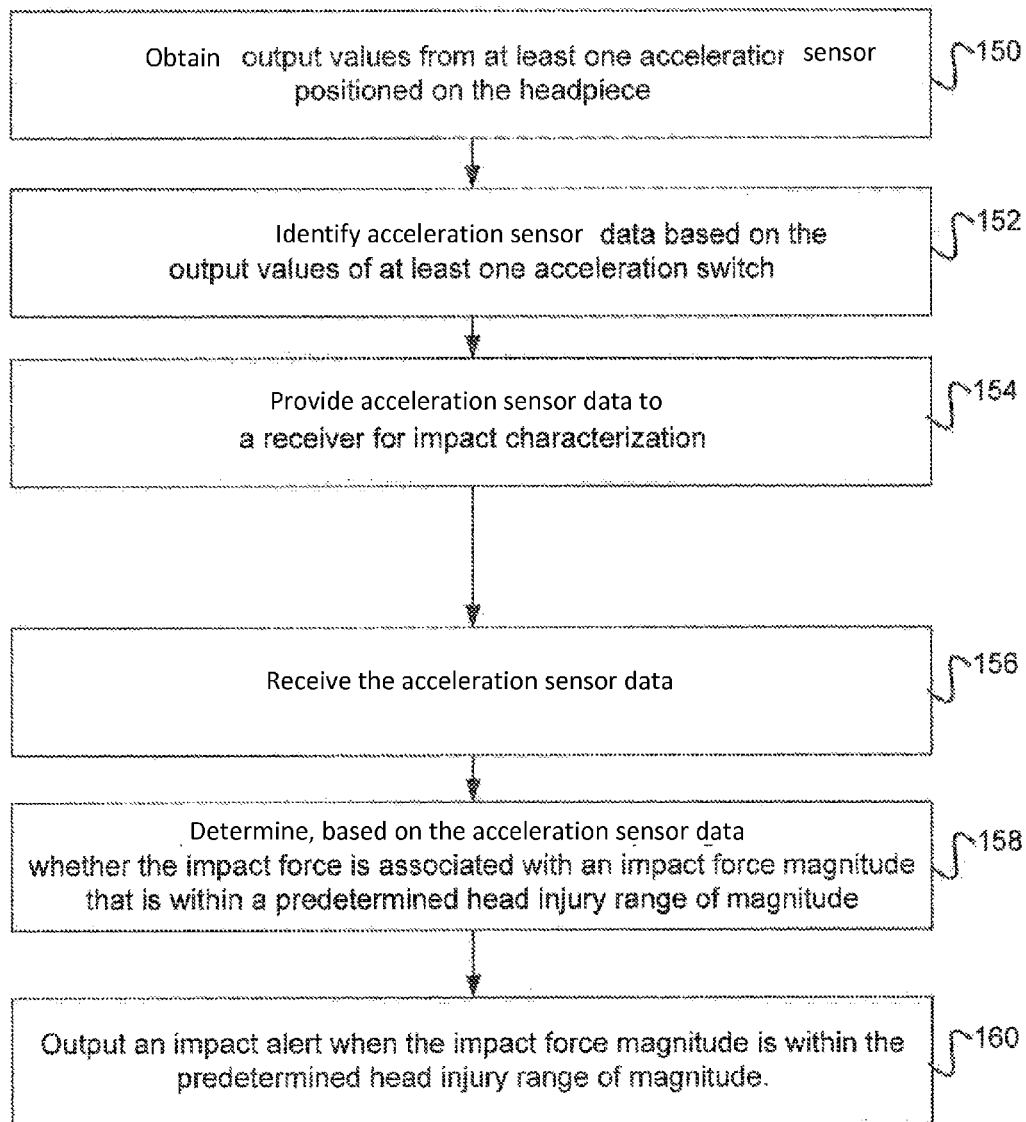 Obtain output values from at least one acceleration sensor
positioned on the headpiece
150
Identify acceleration sensor data based on the
output values of at least one acceleration switch
152
Provide acceleration sensor data to
a receiver for impact characterization
154
Receive the acceleration sensor data
156
Determine, based on the acceleration sensor data
whether the impact force is associated with an impact force magnitude
that is within a predetermined head injury range of magnitude
158
Output an impact alert when the impact force magnitude is within the
predetermined head injury range of magnitude.
160